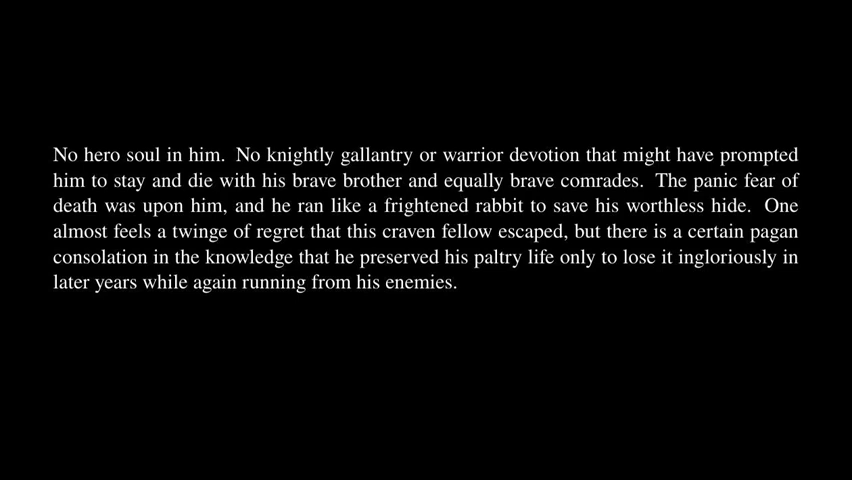 No hero soul in him. No knightly gallantry or warrior devotion that might have prompted
him to stay and die with his brave brother and equally brave comrades. The panic fear of
death was upon him, and he ran like a frightened rabbit to save his worthless hide. One
almost feels a twinge of regret that this craven fellow escaped, but there is a certain pagan
consolation in the knowledge that he preserved his paltry life only to lose it ingloriously in
later years while again running from his enemies.